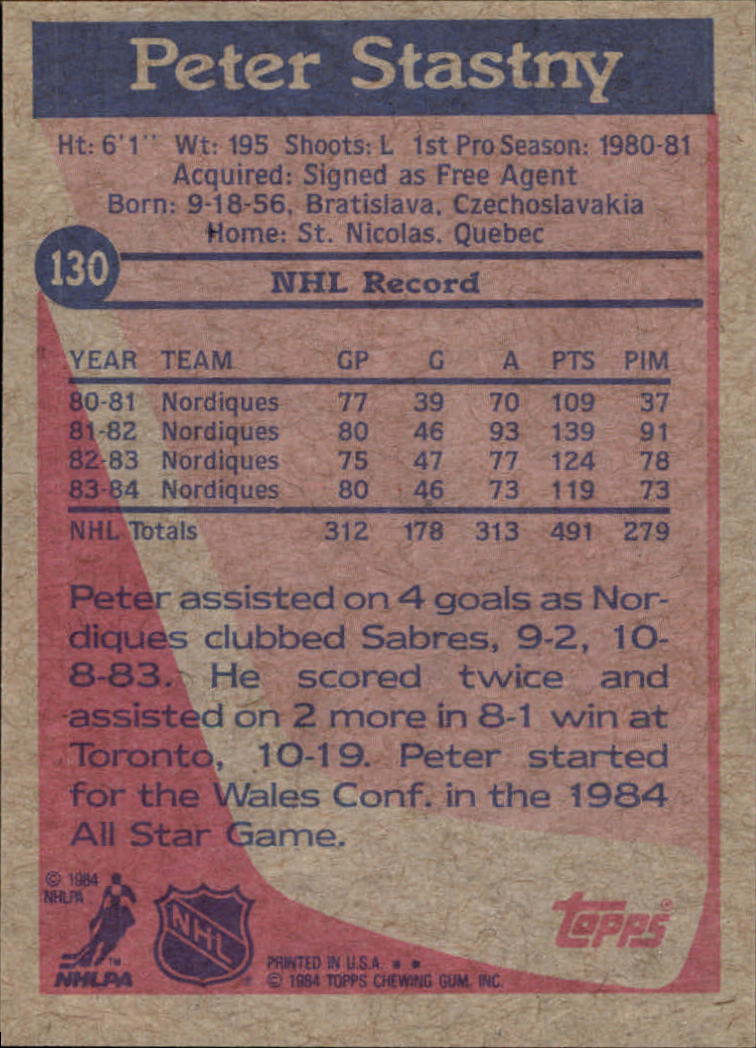 Peter Stastny
Ht: 6'1'' Wt: 195 Shoots: L 1st Pro Season: 1980-81
Acquired: Signed as Free Agent
Born: 9-18-56, Bratislava, Czechoslavakia
Home: St. Nicolas, Quebec
130
NHL Record
YEAR TEAM GP G A PTS PIM
80-81 Nordiques 77 39 70 109 37
81-82 Nordiques 80 46 93 139 91
82-83 Nordiques 75 47 77 124 78
83-84 Nordiques 80 46 73 119 73
NHL Totals 312 178 313 491 279
Peter assisted on 4 goals as Nor-
diques clubbed Sabres, 9-2, 10-
8-83. He scored twice and
assisted on 2 more in 8-1 win at
Toronto, 10-19. Peter started
for the Wales Conf. in the 1984
All Star Game.
© 1984
NHLPA
NHLPA™
NHL
topps®
PRINTED IN U.S.A. * *
© 1984 TOPPS CHEWING GUM, INC.